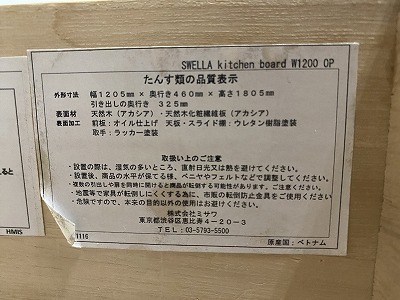 SWELLA kitchen board W1200 OP
たんす類の品質表示
外形寸法： 幅1205mm × 奥行き460mm × 高さ1805mm
引き出しの奥行き 325mm
表面材 ： 天然木（アカシア）・天然木化粧繊維板（アカシア）
表面加工 ： 前板：オイル仕上げ 天板・スライド棚：ウレタン樹脂塗装
取手：ラッカー塗装
取扱い上のご注意
・設置の際は、湿気の多いところ、直射日光又は熱を避けてください。
・設置後、商品の水平が保てる様、ベニヤやフェルトなどで調整してください。
・複数の引出しや扉を同時に開けると商品が転倒する可能性があります。ご注意ください。
・地震等で家具が転倒しにくくする為に、市販の転倒防止金具をご使用ください。
・危険ですので、本来の目的以外の使用はお避けください。
株式会社ミサワ
東京都渋谷区恵比寿4－20－3
TEL：03-5793-5500
1116
原産国：ベトナム
HMIS